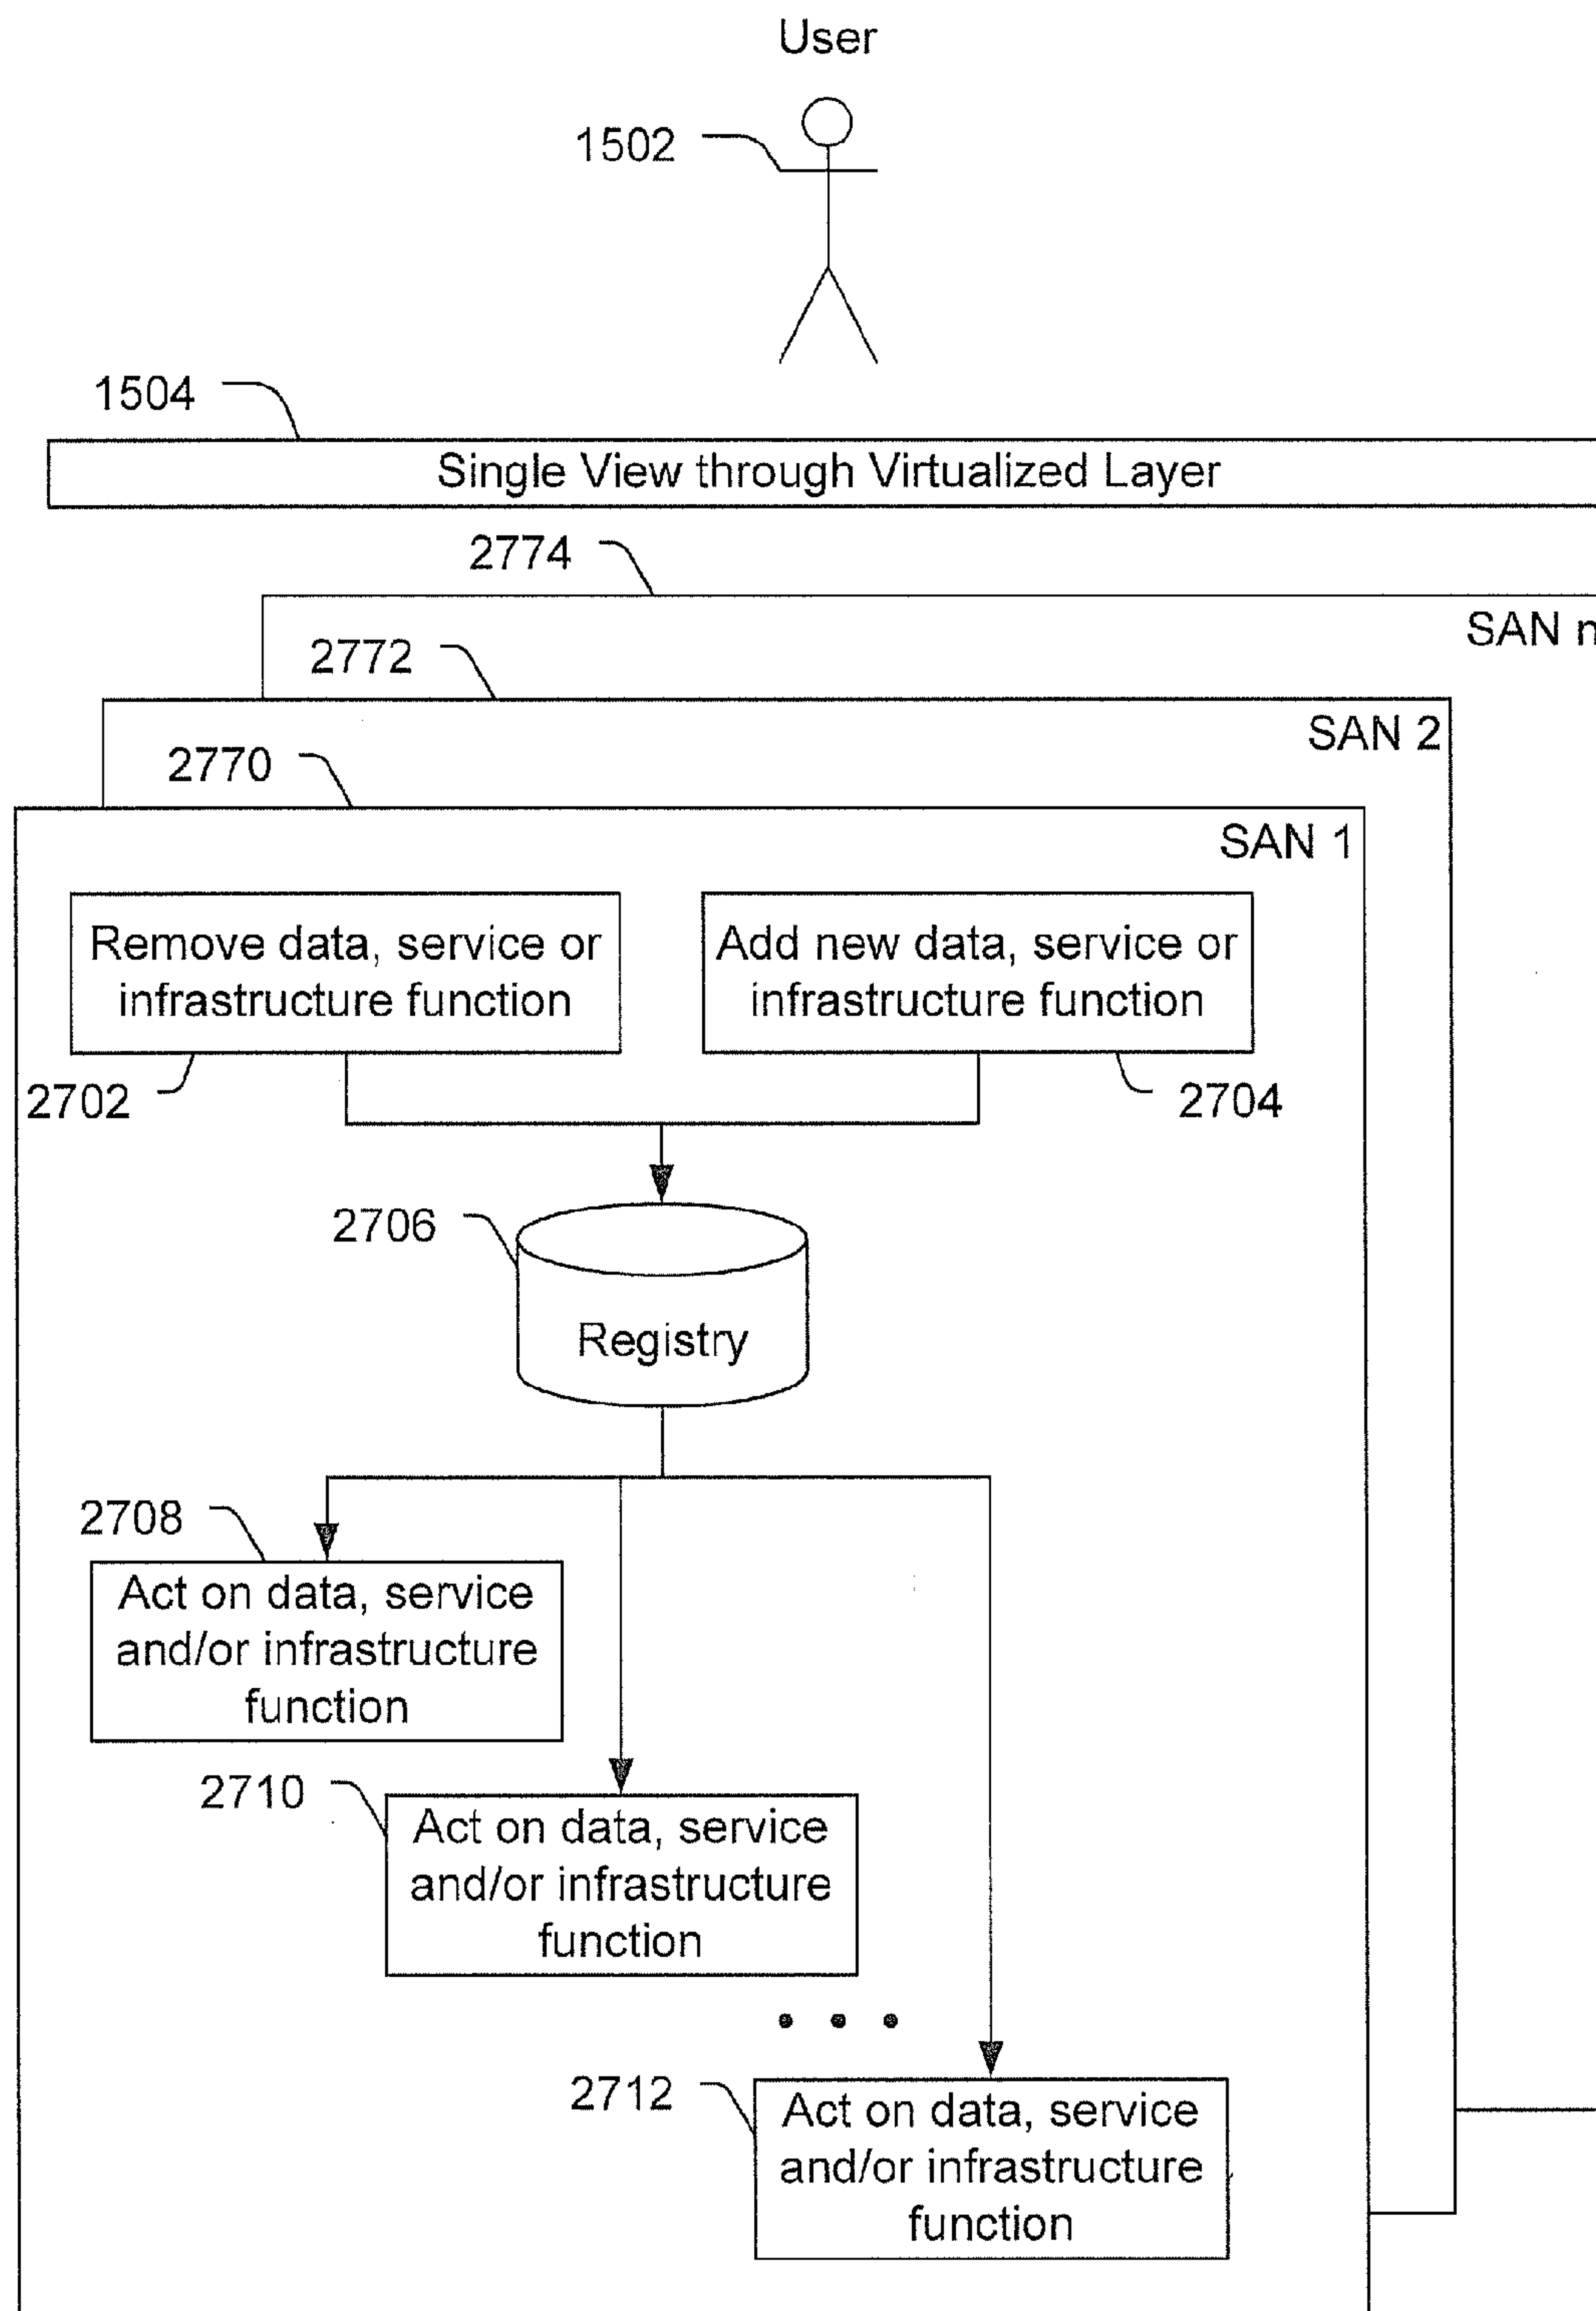 User
1502
1504
Single View through Virtualized Layer
2774
SAN n
2772
SAN 2
2770
SAN 1
Remove data, service or
infrastructure function
Add new data, service or
infrastructure function
2702
2704
2706
Registry
2708
Act on data, service
and/or infrastructure
function
2710
Act on data, service
and/or infrastructure
function
• • •
2712
Act on data, service
and/or infrastructure
function